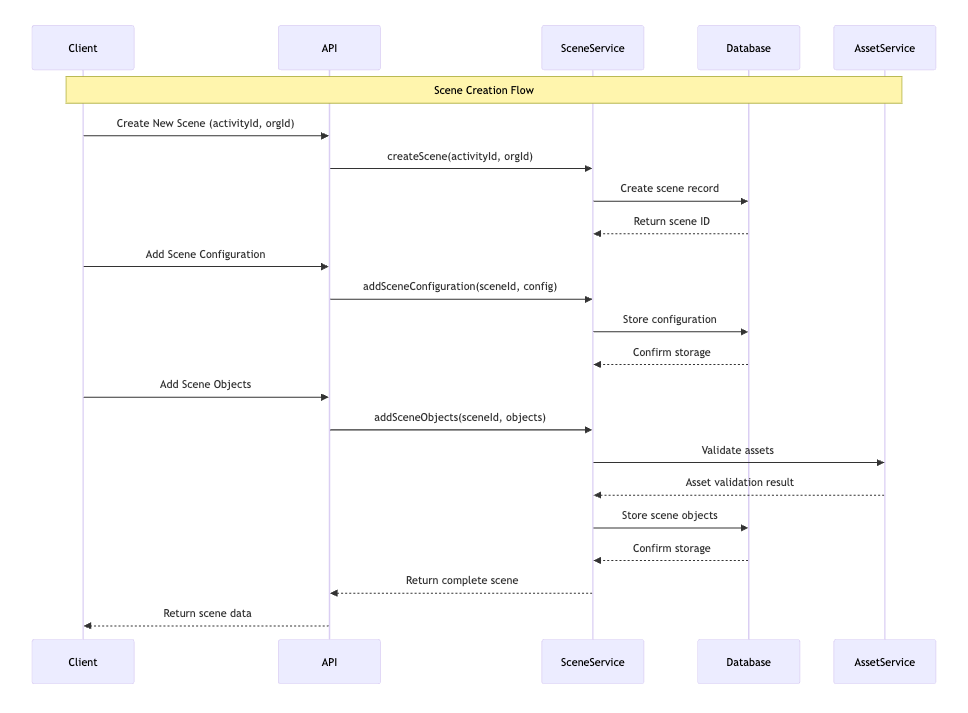 Client
API
SceneService
Database
AssetService
Scene Creation Flow
Create New Scene (activityId, orgId)
createScene(activityId, orgId)
Create scene record
Return scene ID
Add Scene Configuration
addSceneConfiguration(sceneId, config)
Store configuration
Confirm storage
Add Scene Objects
addSceneObjects(sceneId, objects)
Validate assets
Asset validation result
Store scene objects
Confirm storage
Return complete scene
Return scene data
Client
API
SceneService
Database
AssetService